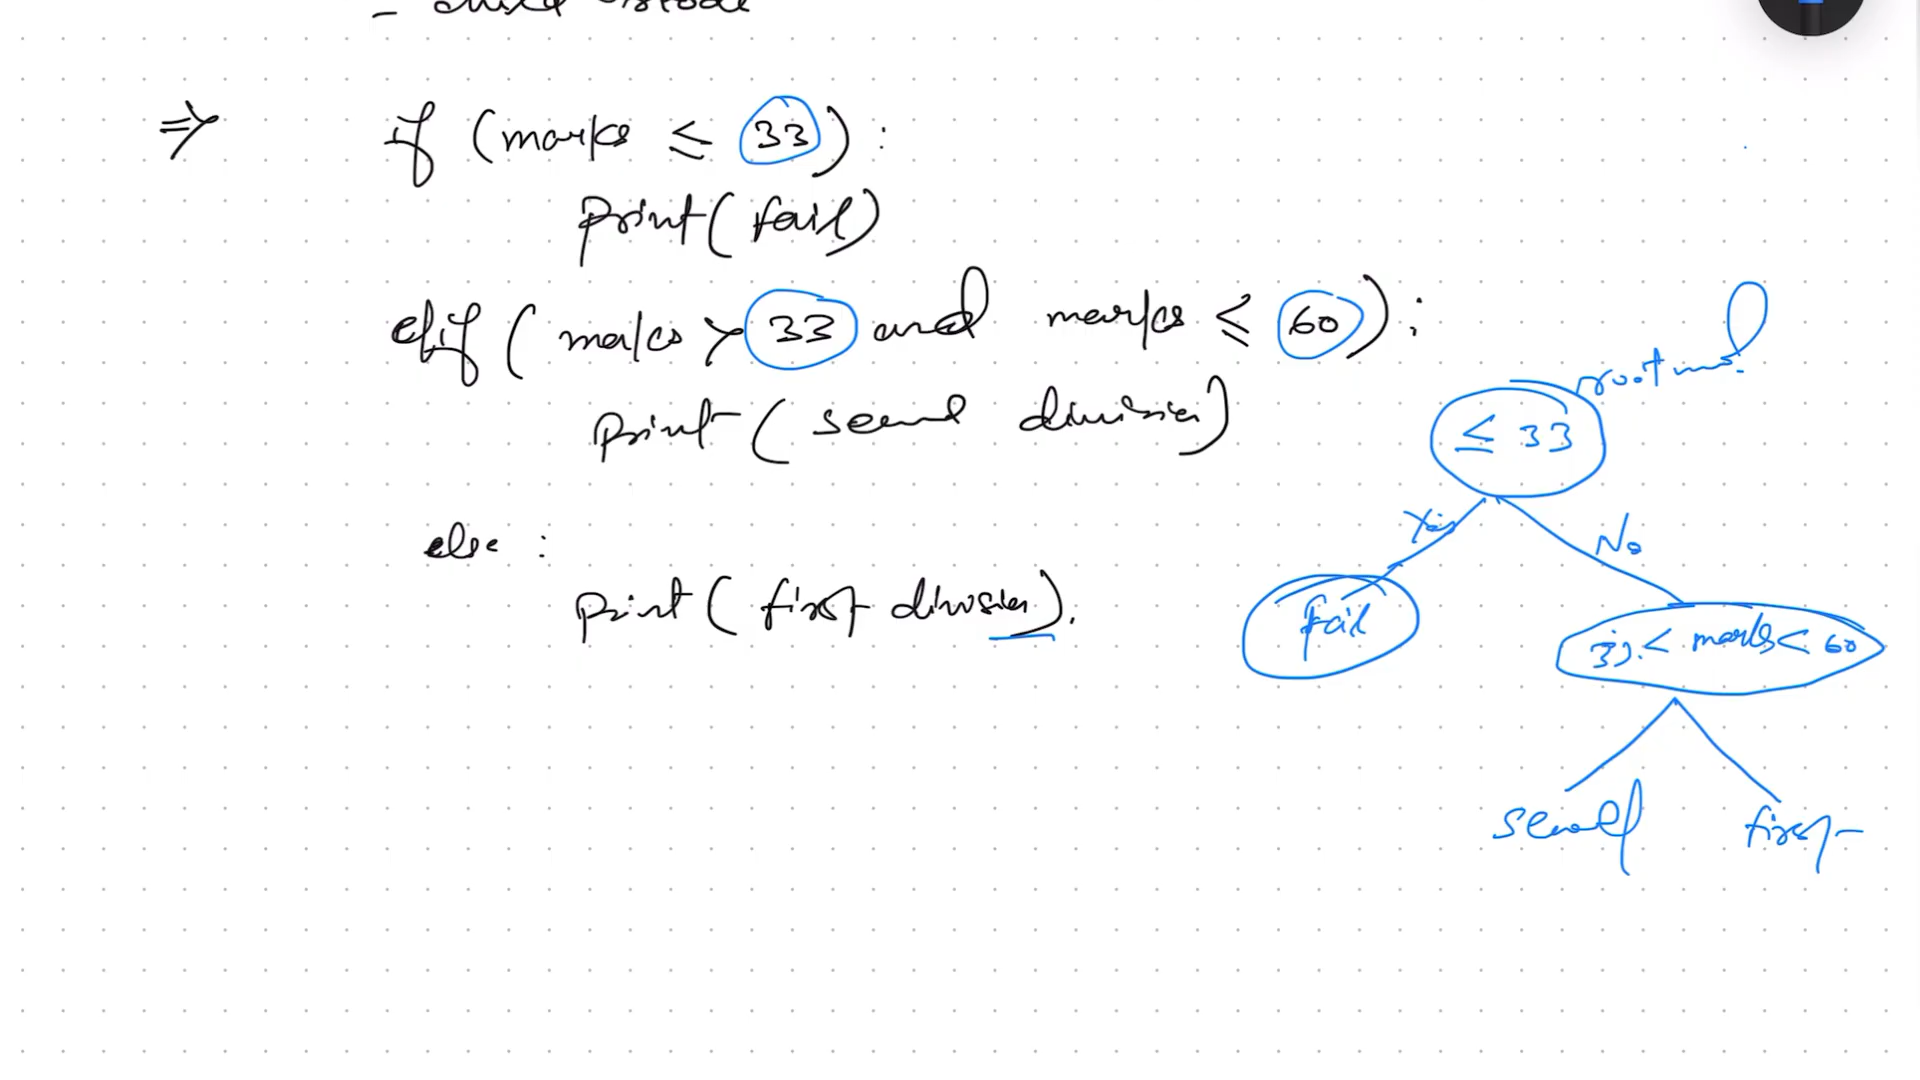 - child
=> if (marks ≤ 33):
print(fail)
elif (marks > 33 and marks ≤ 60):
print(second division)
else:
print(first division).
root
≤ 33
Yes
No
fail
33 < marks < 60
second
first